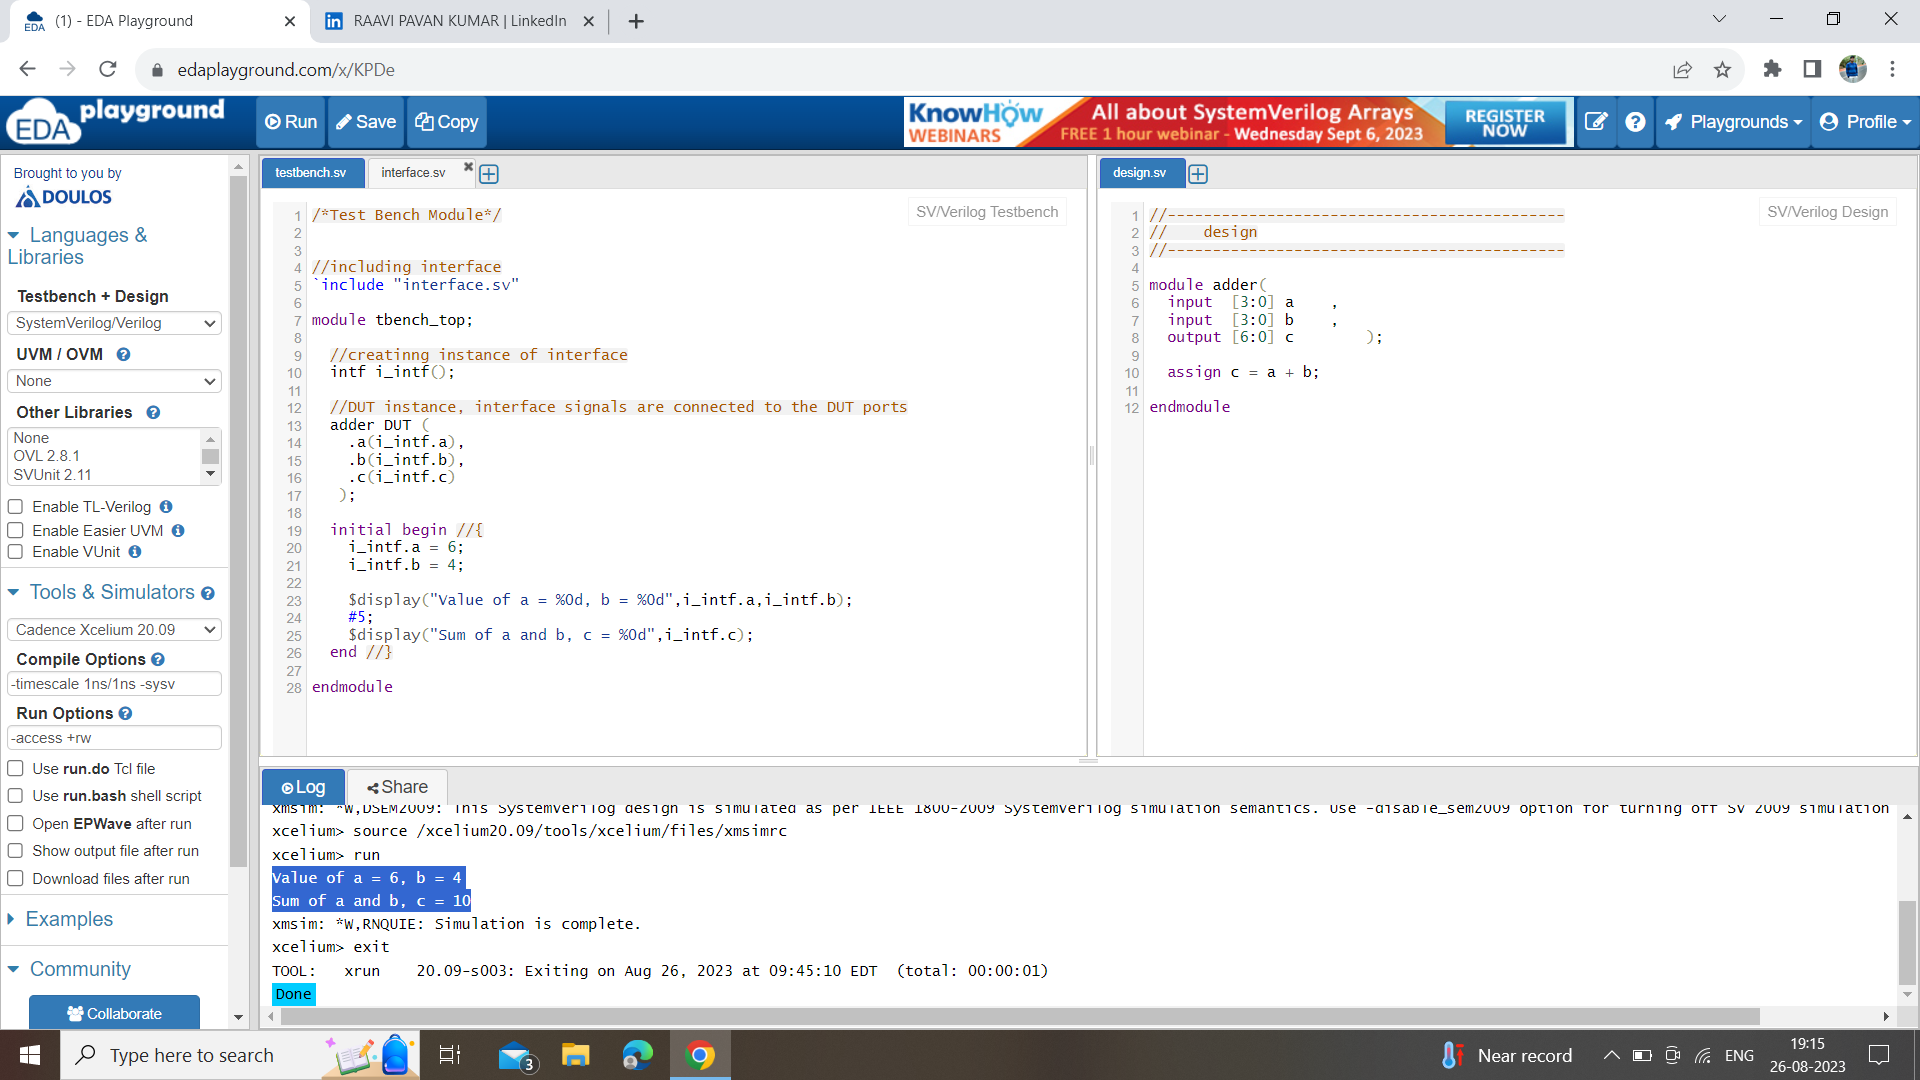 (1) - EDA Playground
RAAVI PAVAN KUMAR | LinkedIn
edaplayground.com/x/KPDe
EDA playground
Run
Save
Copy
KnowHow WEBINARS
All about SystemVerilog Arrays
FREE 1 hour webinar - Wednesday Sept 6, 2023
REGISTER NOW
Playgrounds
Profile
Brought to you by
DOULOS
Languages & Libraries
Testbench + Design
SystemVerilog/Verilog
UVM / OVM
None
Other Libraries
None
OVL 2.8.1
SVUnit 2.11
Enable TL-Verilog
Enable Easier UVM
Enable VUnit
Tools & Simulators
Cadence Xcelium 20.09
Compile Options
-timescale 1ns/1ns -sysv
Run Options
-access +rw
Use run.do Tcl file
Use run.bash shell script
Open EPWave after run
Show output file after run
Download files after run
Examples
Community
Collaborate
testbench.sv
interface.sv
SV/Verilog Testbench
1 /*Test Bench Module*/
2
3
4 //including interface
5 `include "interface.sv"
6
7 module tbench_top;
8
9 //creatinng instance of interface
10 intf i_intf();
11
12 //DUT instance, interface signals are connected to the DUT ports
13 adder DUT (
14 .a(i_intf.a),
15 .b(i_intf.b),
16 .c(i_intf.c)
17 );
18
19 initial begin //{
20 i_intf.a = 6;
21 i_intf.b = 4;
22
23 $display("Value of a = %0d, b = %0d",i_intf.a,i_intf.b);
24 #5;
25 $display("Sum of a and b, c = %0d",i_intf.c);
26 end //}
27
28 endmodule
design.sv
SV/Verilog Design
1 //--------------------------------------------
2 // design
3 //--------------------------------------------
4
5 module adder(
6 input [3:0] a ,
7 input [3:0] b ,
8 output [6:0] c );
9
10 assign c = a + b;
11
12 endmodule
Log
Share
xmsim: *W,DSEM2009: This SystemVerilog design is simulated as per IEEE 1800-2009 SystemVerilog simulation semantics. Use -disable_sem2009 option for turning off SV 2009 simulation
xcelium> source /xcelium20.09/tools/xcelium/files/xmsimrc
xcelium> run
Value of a = 6, b = 4
Sum of a and b, c = 10
xmsim: *W,RNQUIE: Simulation is complete.
xcelium> exit
TOOL: xrun 20.09-s003: Exiting on Aug 26, 2023 at 09:45:10 EDT (total: 00:00:01)
Done
Type here to search
3
Near record
ENG
19:15
26-08-2023